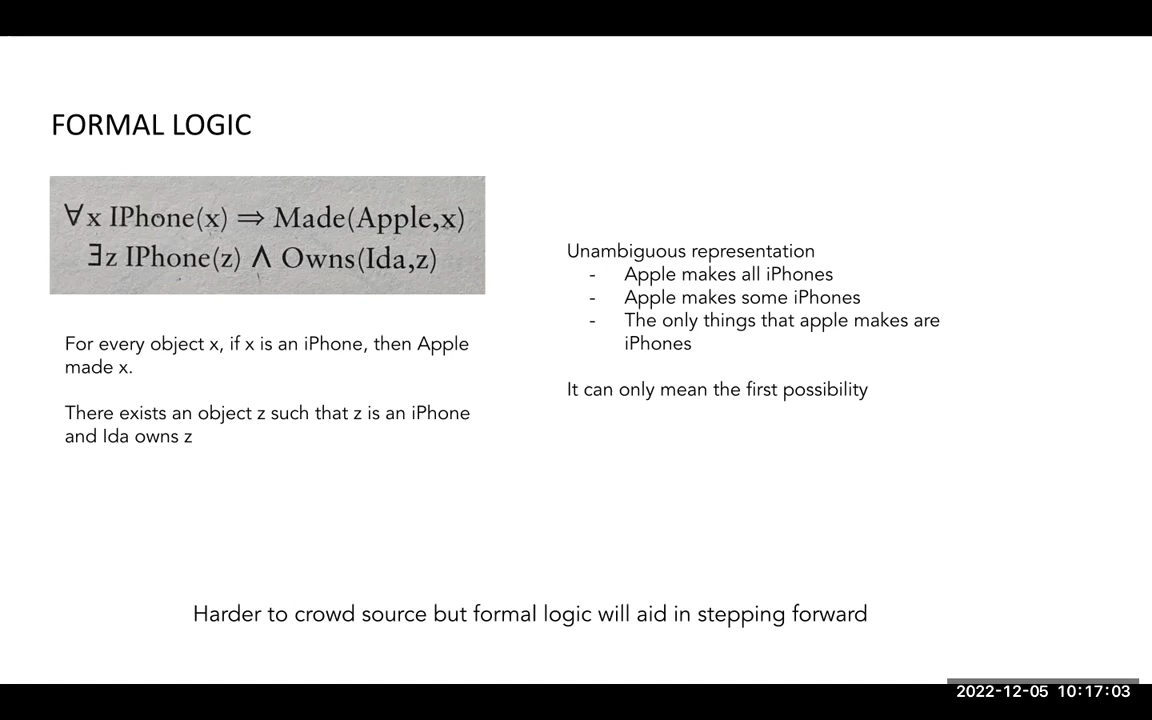 FORMAL LOGIC
∀x IPhone(x) ⇒ Made(Apple,x)
∃z IPhone(z) ∧ Owns(Ida,z)
For every object x, if x is an iPhone, then Apple
made x.
There exists an object z such that z is an iPhone
and Ida owns z
Unambiguous representation
- Apple makes all iPhones
- Apple makes some iPhones
- The only things that apple makes are
iPhones
It can only mean the first possibility
Harder to crowd source but formal logic will aid in stepping forward
2022-12-05 10:17:03